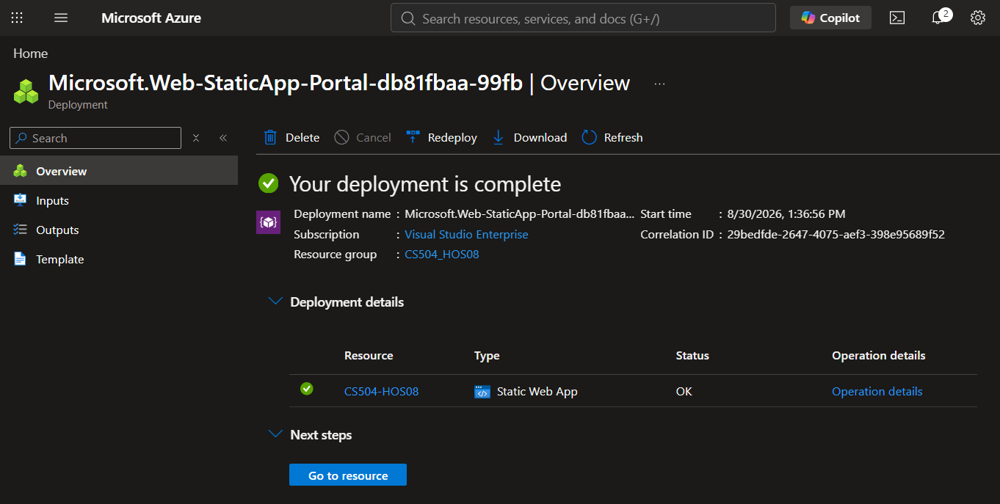 Microsoft Azure
Search resources, services, and docs (G+/)
Copilot
2
Home
Microsoft.Web-StaticApp-Portal-db81fbaa-99fb | Overview ...
Deployment
Search
Overview
Inputs
Outputs
Template
Delete Cancel Redeploy Download Refresh
Your deployment is complete
Deployment name : Microsoft.Web-StaticApp-Portal-db81fbaa... Start time : 8/30/2026, 1:36:56 PM
Subscription : Visual Studio Enterprise Correlation ID : 29bedfde-2647-4075-aef3-398e95689f52
Resource group : CS504_HOS08
Deployment details
Resource Type Status Operation details
CS504-HOS08 Static Web App OK Operation details
Next steps
Go to resource